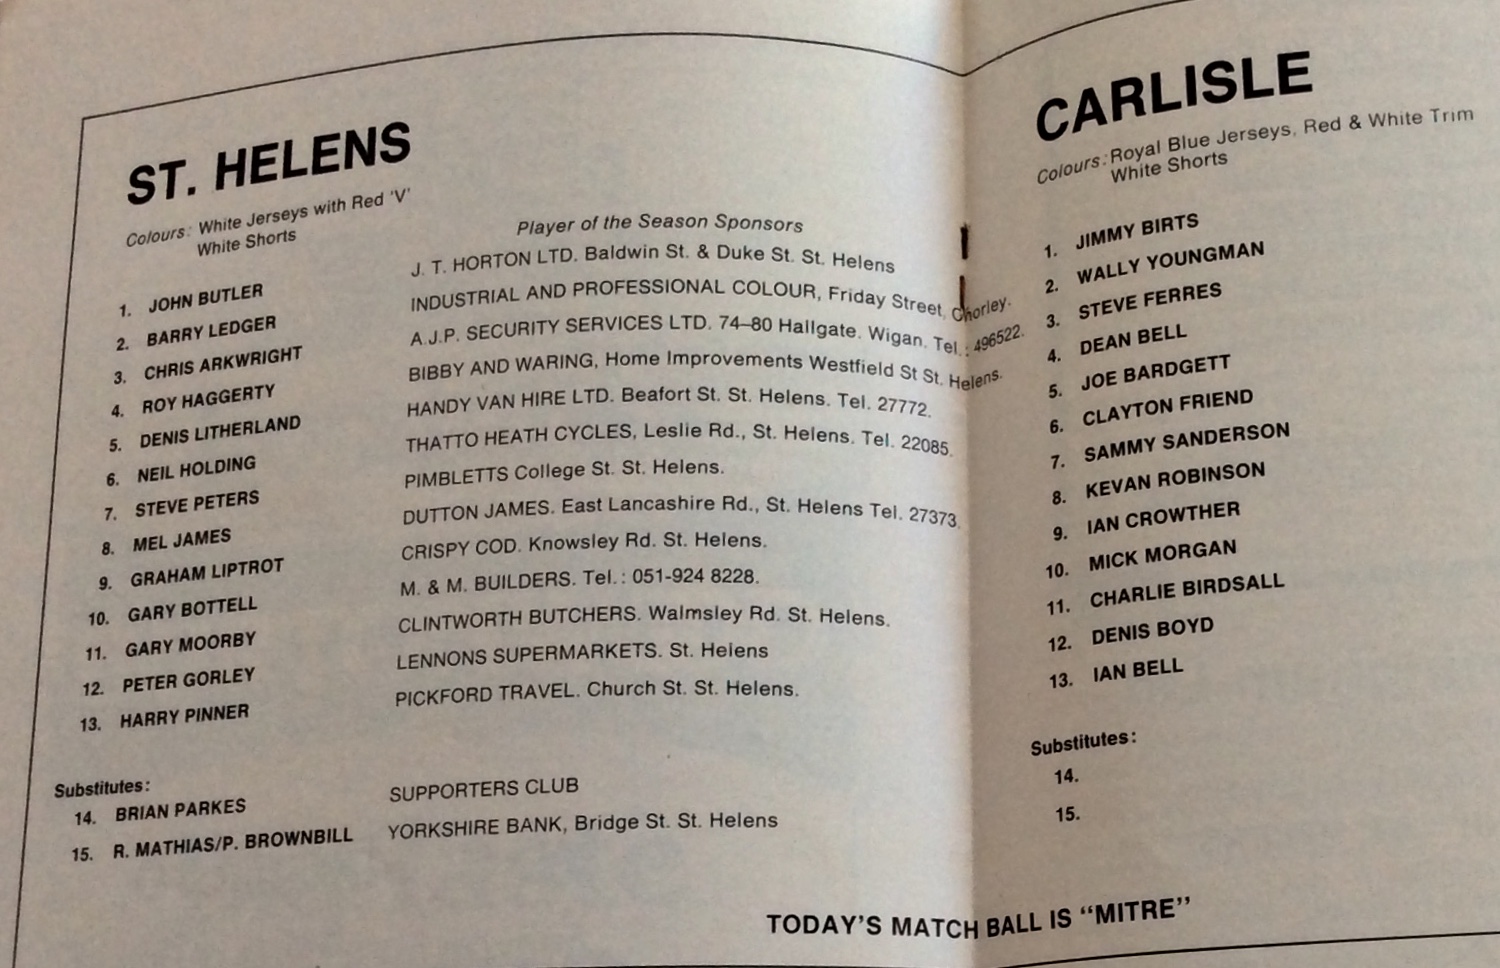 ST. HELENS
Colours: White Jerseys with Red 'V'
White Shorts
Player of the Season Sponsors
1. JOHN BUTLER J. T. HORTON LTD. Baldwin St. & Duke St. St. Helens
2. BARRY LEDGER INDUSTRIAL AND PROFESSIONAL COLOUR, Friday Street, Chorley.
3. CHRIS ARKWRIGHT A.J.P. SECURITY SERVICES LTD. 74–80 Hallgate. Wigan. Tel.: 496522.
4. ROY HAGGERTY BIBBY AND WARING, Home Improvements Westfield St St. Helens.
5. DENIS LITHERLAND HANDY VAN HIRE LTD. Beafort St. St. Helens. Tel. 27772.
6. NEIL HOLDING THATTO HEATH CYCLES, Leslie Rd., St. Helens. Tel. 22085.
7. STEVE PETERS PIMBLETTS College St. St. Helens.
8. MEL JAMES DUTTON JAMES. East Lancashire Rd., St. Helens Tel. 27373.
9. GRAHAM LIPTROT CRISPY COD. Knowsley Rd. St. Helens.
10. GARY BOTTELL M. & M. BUILDERS. Tel.: 051-924 8228.
11. GARY MOORBY CLINTWORTH BUTCHERS. Walmsley Rd. St. Helens.
12. PETER GORLEY LENNONS SUPERMARKETS. St. Helens
13. HARRY PINNER PICKFORD TRAVEL. Church St. St. Helens.
Substitutes:
14. BRIAN PARKES SUPPORTERS CLUB
15. R. MATHIAS/P. BROWNBILL YORKSHIRE BANK, Bridge St. St. Helens
CARLISLE
Colours: Royal Blue Jerseys, Red & White Trim
White Shorts
1. JIMMY BIRTS
2. WALLY YOUNGMAN
3. STEVE FERRES
4. DEAN BELL
5. JOE BARDGETT
6. CLAYTON FRIEND
7. SAMMY SANDERSON
8. KEVAN ROBINSON
9. IAN CROWTHER
10. MICK MORGAN
11. CHARLIE BIRDSALL
12. DENIS BOYD
13. IAN BELL
Substitutes:
14.
15.
TODAY'S MATCH BALL IS “MITRE”